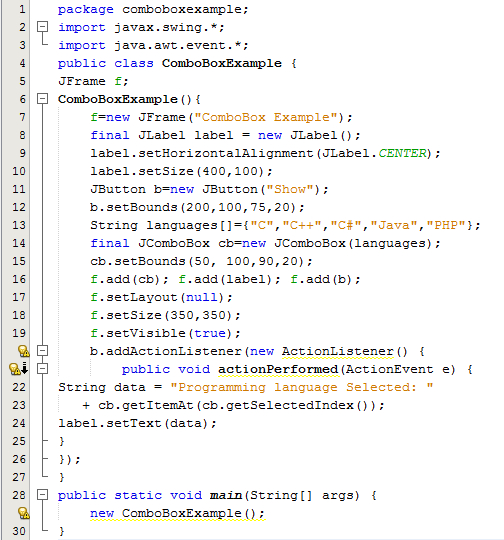 1 package comboboxexample;
2 import javax.swing.*;
3 import java.awt.event.*;
4 public class ComboBoxExample {
5 JFrame f;
6 ComboBoxExample(){
7 f=new JFrame("ComboBox Example");
8 final JLabel label = new JLabel();
9 label.setHorizontalAlignment(JLabel.CENTER);
10 label.setSize(400,100);
11 JButton b=new JButton("Show");
12 b.setBounds(200,100,75,20);
13 String languages[]={"C","C++","C#","Java","PHP"};
14 final JComboBox cb=new JComboBox(languages);
15 cb.setBounds(50, 100,90,20);
16 f.add(cb); f.add(label); f.add(b);
17 f.setLayout(null);
18 f.setSize(350,350);
19 f.setVisible(true);
b.addActionListener(new ActionListener() {
public void actionPerformed(ActionEvent e) {
22 String data = "Programming language Selected: "
23 + cb.getItemAt(cb.getSelectedIndex());
24 label.setText(data);
25 }
26 });
27 }
28 public static void main(String[] args) {
new ComboBoxExample();
30 }